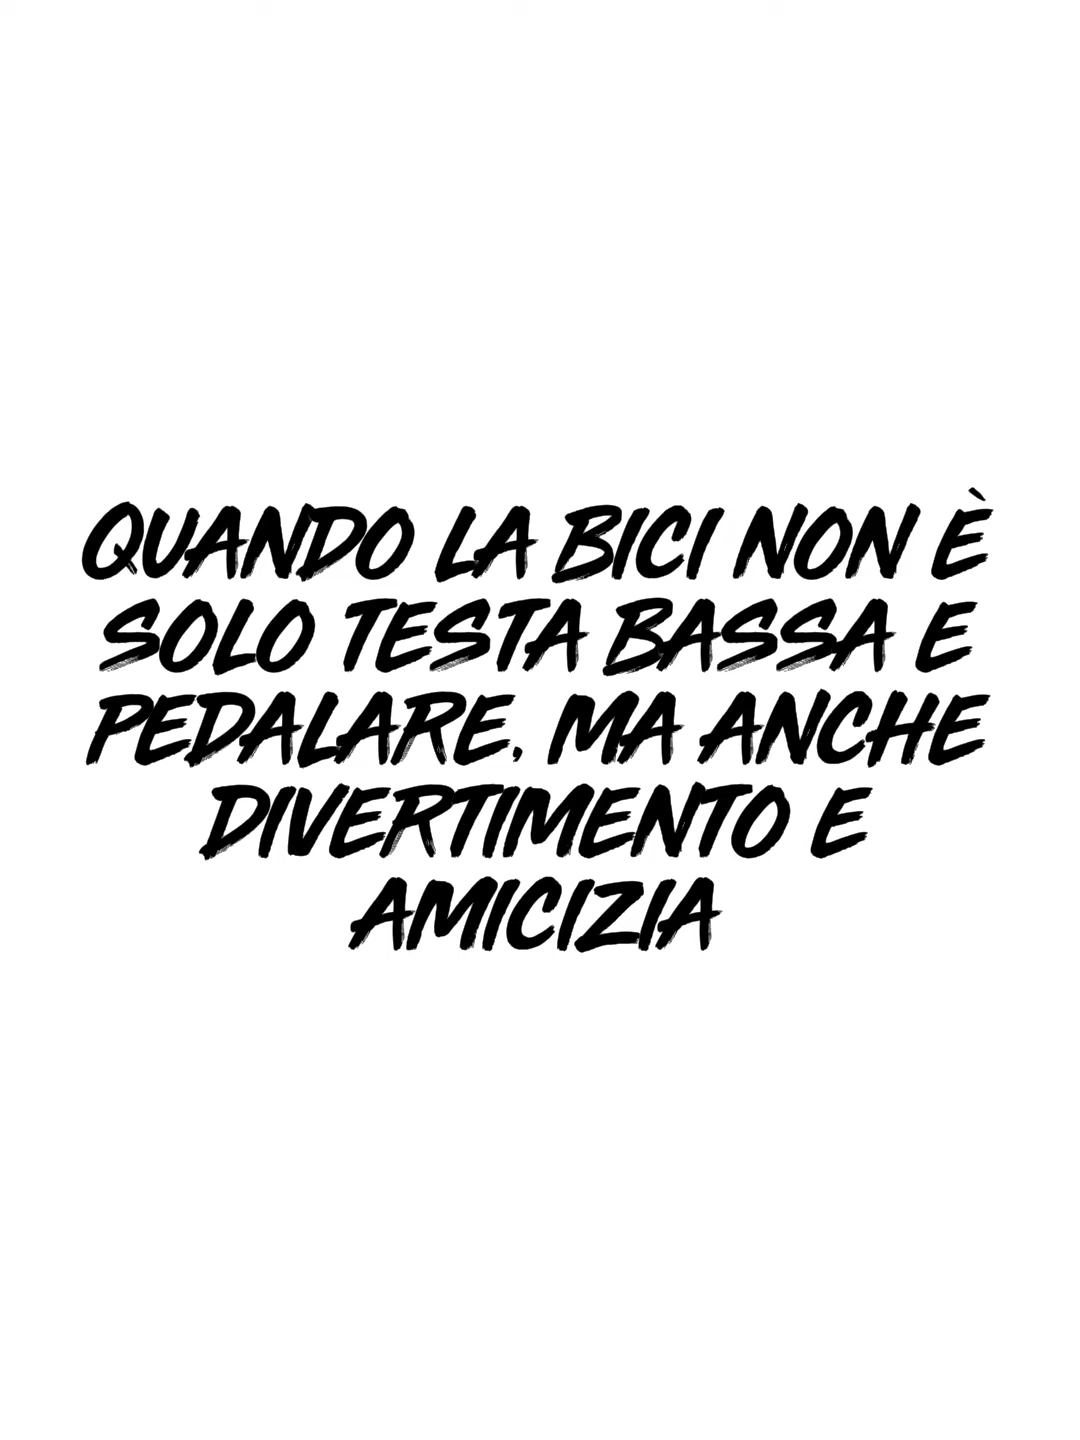 QUANDO LA BICI NON È
SOLO TESTA BASSA E
PEDALARE, MA ANCHE
DIVERTIMENTO E
AMICIZIA